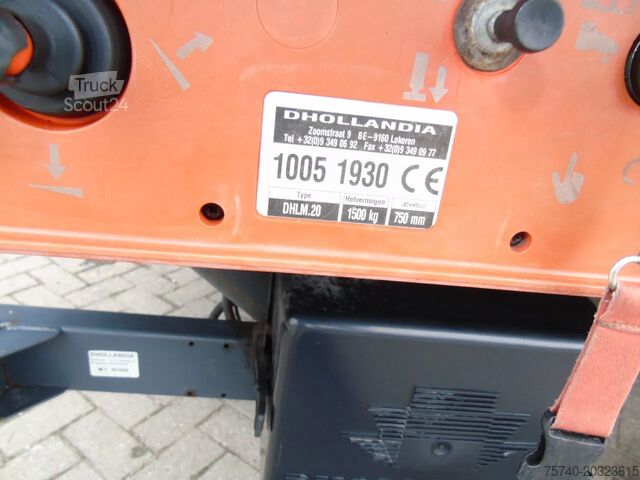 Truck
Scout24
DHOLLANDIA
Zoomstraat 9 BE-9160 Lokeren
Tel +32(0)9 349 06 92 Fax +32(0)9 349 09 77
1005 1930 CE
Type Hefvermogen
DHLM.20 1500 kg 750 mm
DHOLLANDIA
75740-20323615